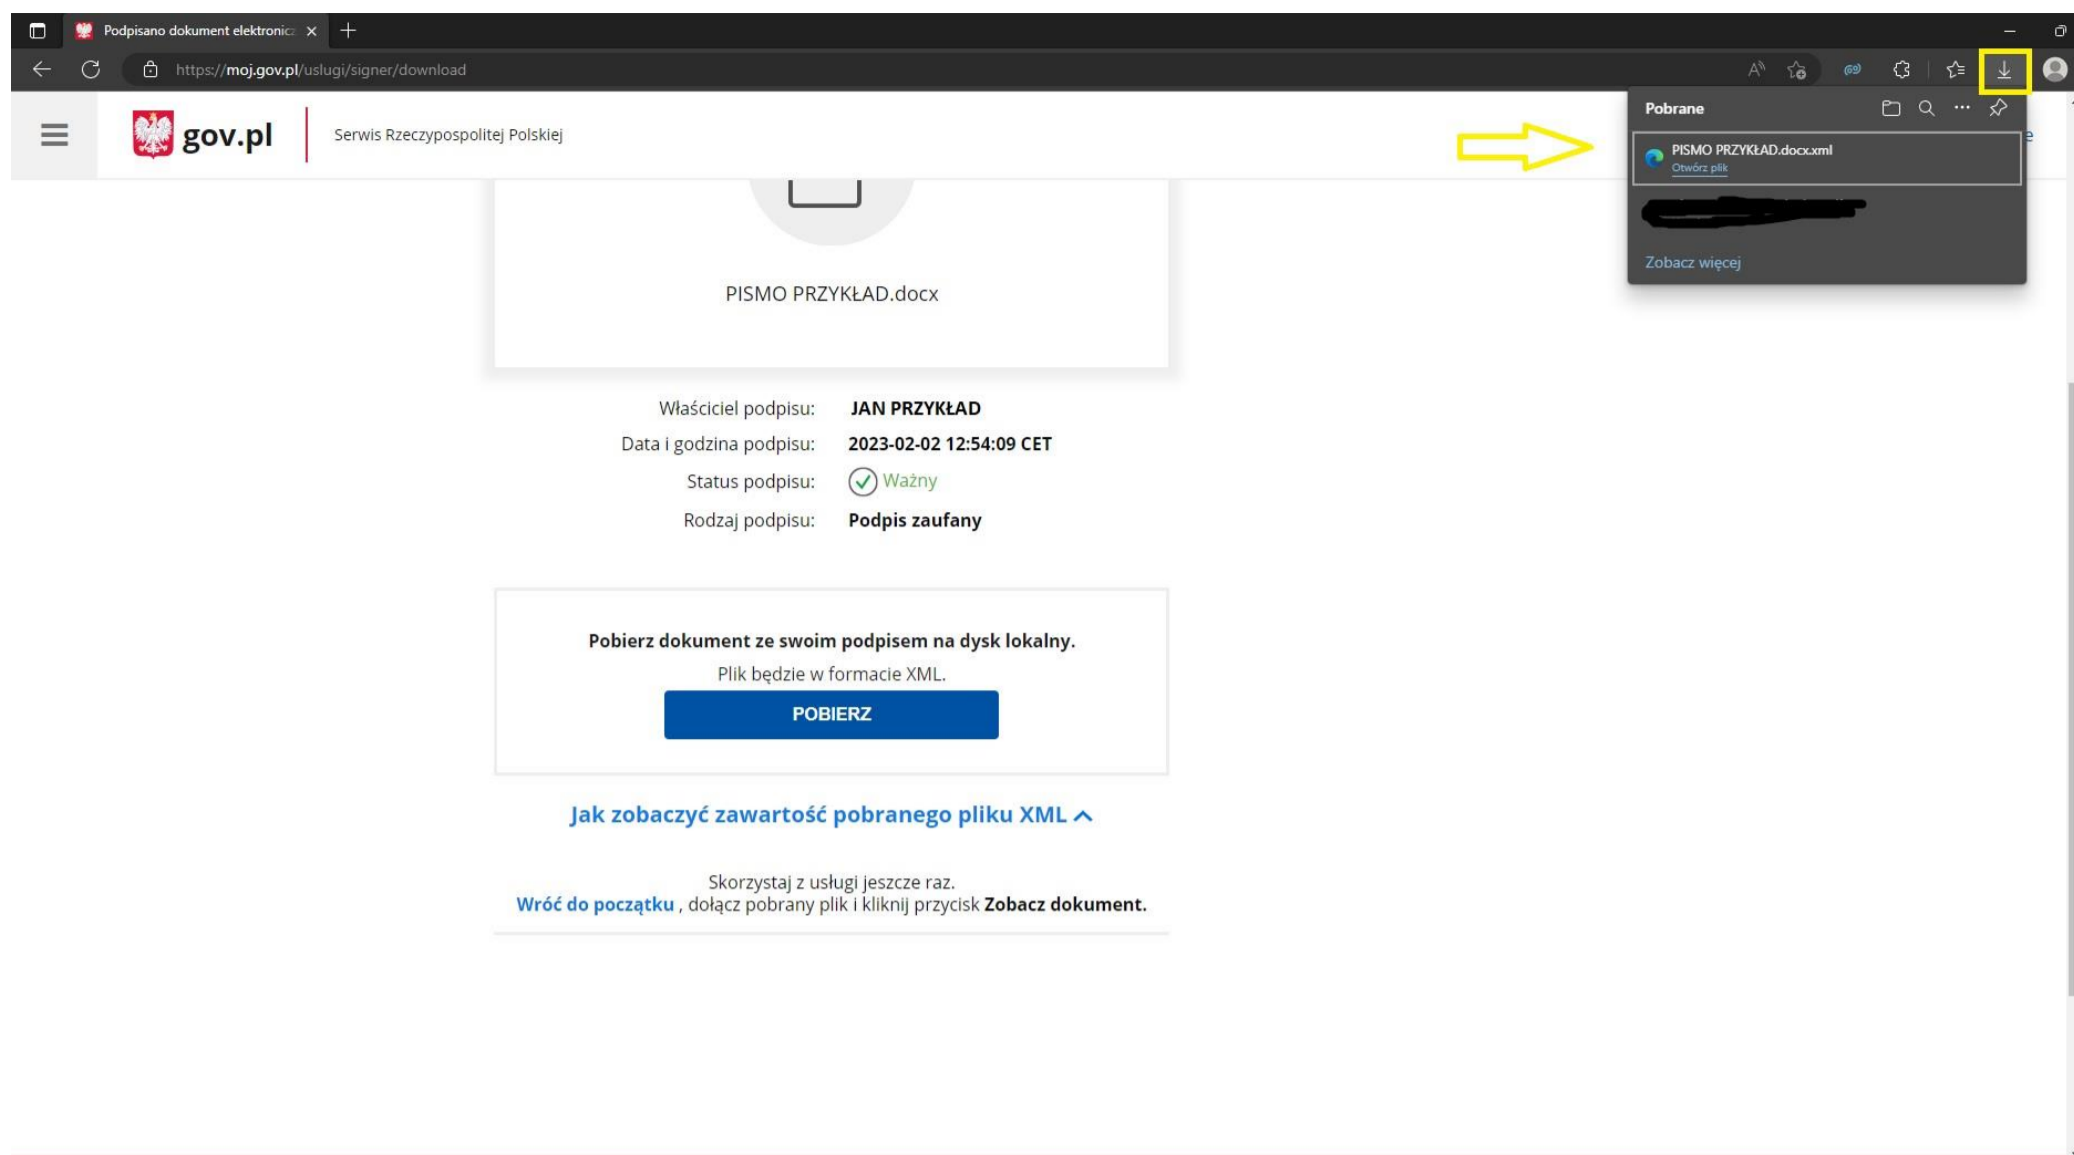 Podpisano dokument elektronicz
https://moj.gov.pl/uslugi/signer/download
Pobrane
PISMO PRZYKŁAD.docx.xml
Otwórz plik
Zobacz więcej
gov.pl
Serwis Rzeczypospolitej Polskiej
PISMO PRZYKŁAD.docx
Właściciel podpisu: JAN PRZYKŁAD
Data i godzina podpisu: 2023-02-02 12:54:09 CET
Status podpisu: Ważny
Rodzaj podpisu: Podpis zaufany
Pobierz dokument ze swoim podpisem na dysk lokalny.
Plik będzie w formacie XML.
POBIERZ
Jak zobaczyć zawartość pobranego pliku XML
Skorzystaj z usługi jeszcze raz.
Wróć do początku , dołącz pobrany plik i kliknij przycisk Zobacz dokument.